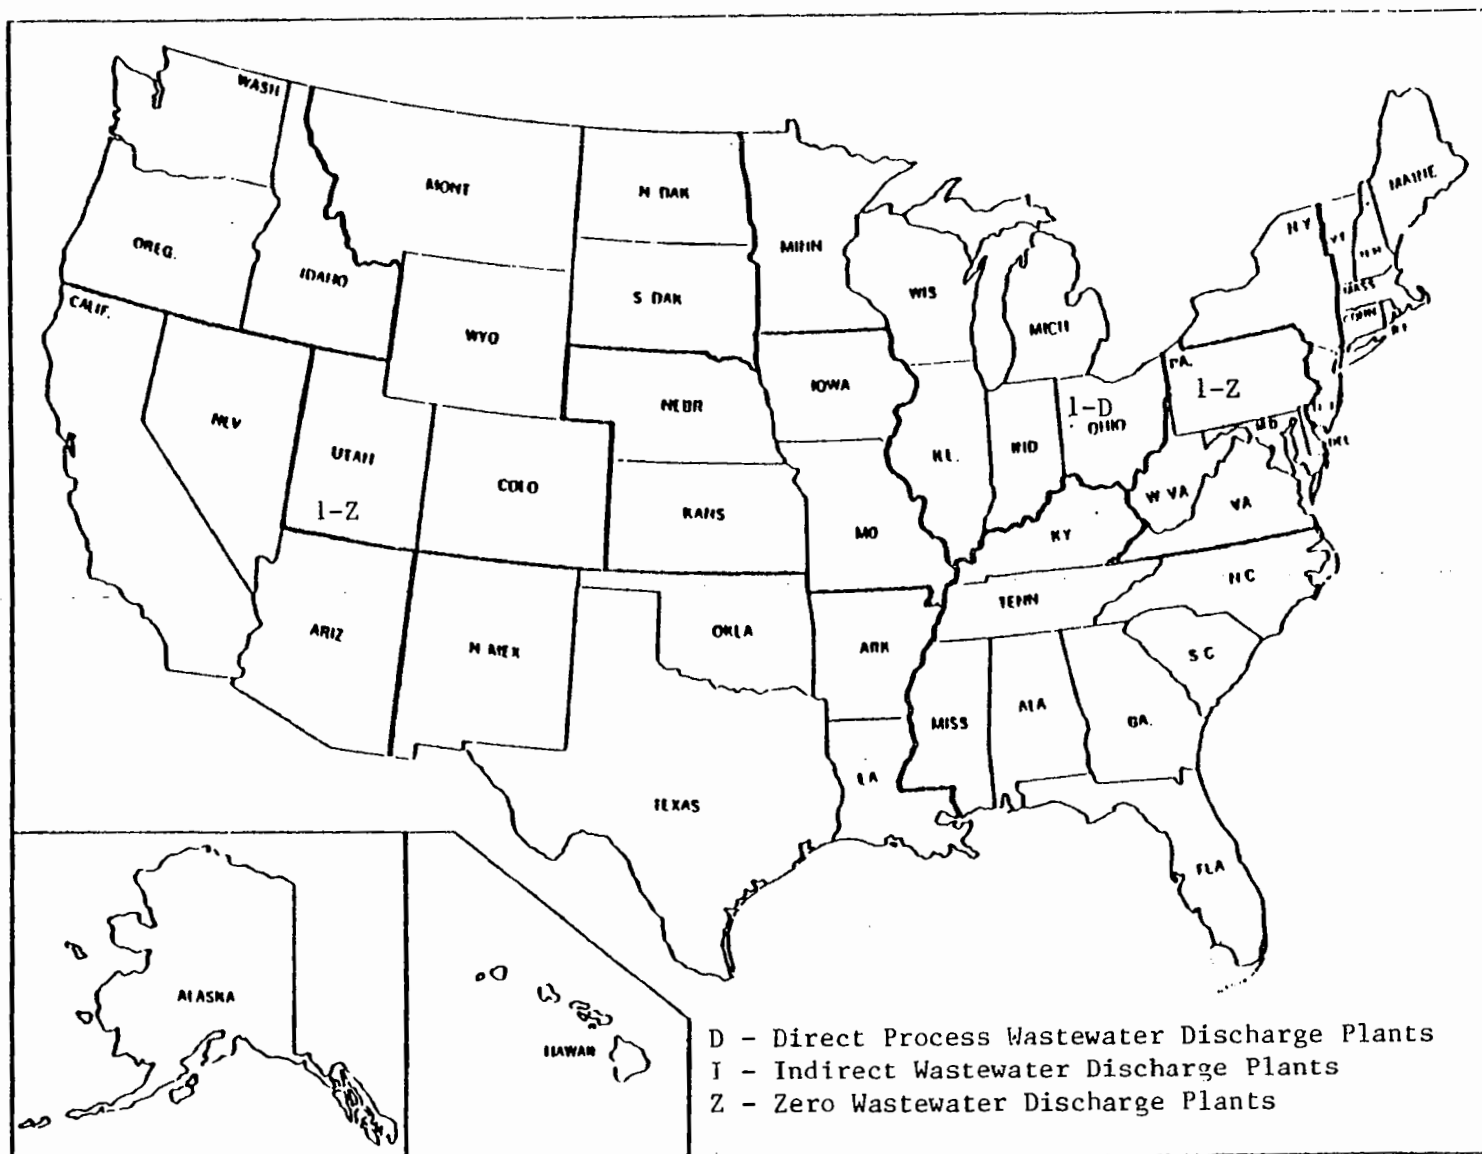 WASH
MONT
N DAK
MINN
MAINE
N Y
VT
N H
OREG.
IDAHO
S DAK
WIS
MICH
MASS
CONN
R I
CALIF.
WYO
IOWA
PA.
1-Z
NEV
NEBR
1-D
OHIO
MD
DEL
UTAH
COLO
ILL.
IND
W VA
VA
1-Z
KANS
MO
KY
ARIZ
N MEX
OKLA
ARK
TENN
N C
S C
MISS
ALA
GA.
TEXAS
LA
FLA
ALASKA
HAWAII
D - Direct Process Wastewater Discharge Plants
I - Indirect Wastewater Discharge Plants
Z - Zero Wastewater Discharge Plants